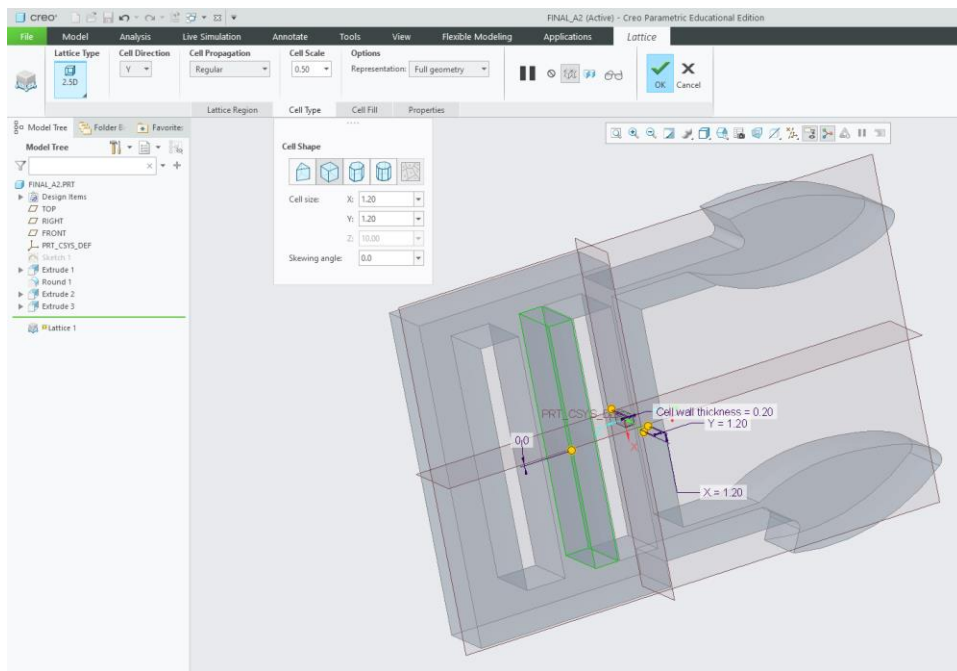 creo®
FINAL_A2 (Active) - Creo Parametric Educational Edition
File Model Analysis Live Simulation Annotate Tools View Flexible Modeling Applications Lattice
Lattice Type Cell Direction Cell Propagation Cell Scale Options
2.5D Y Regular 0.50 Representation: Full geometry OK Cancel
Lattice Region Cell Type Cell Fill Properties
Model Tree Folder B Favorite:
Model Tree
FINAL_A2.PRT
Design Items
TOP
RIGHT
FRONT
PRT_CSYS_DEF
Sketch 1
Extrude 1
Round 1
Extrude 2
Extrude 3
Lattice 1
Cell Shape
Cell size: X: 1.20
Y: 1.20
Z: 10.00
Skewing angle: 0.0
PRT_CSYS_D
Cell wall thickness = 0.20
Y = 1.20
0.0
X
X = 1.20